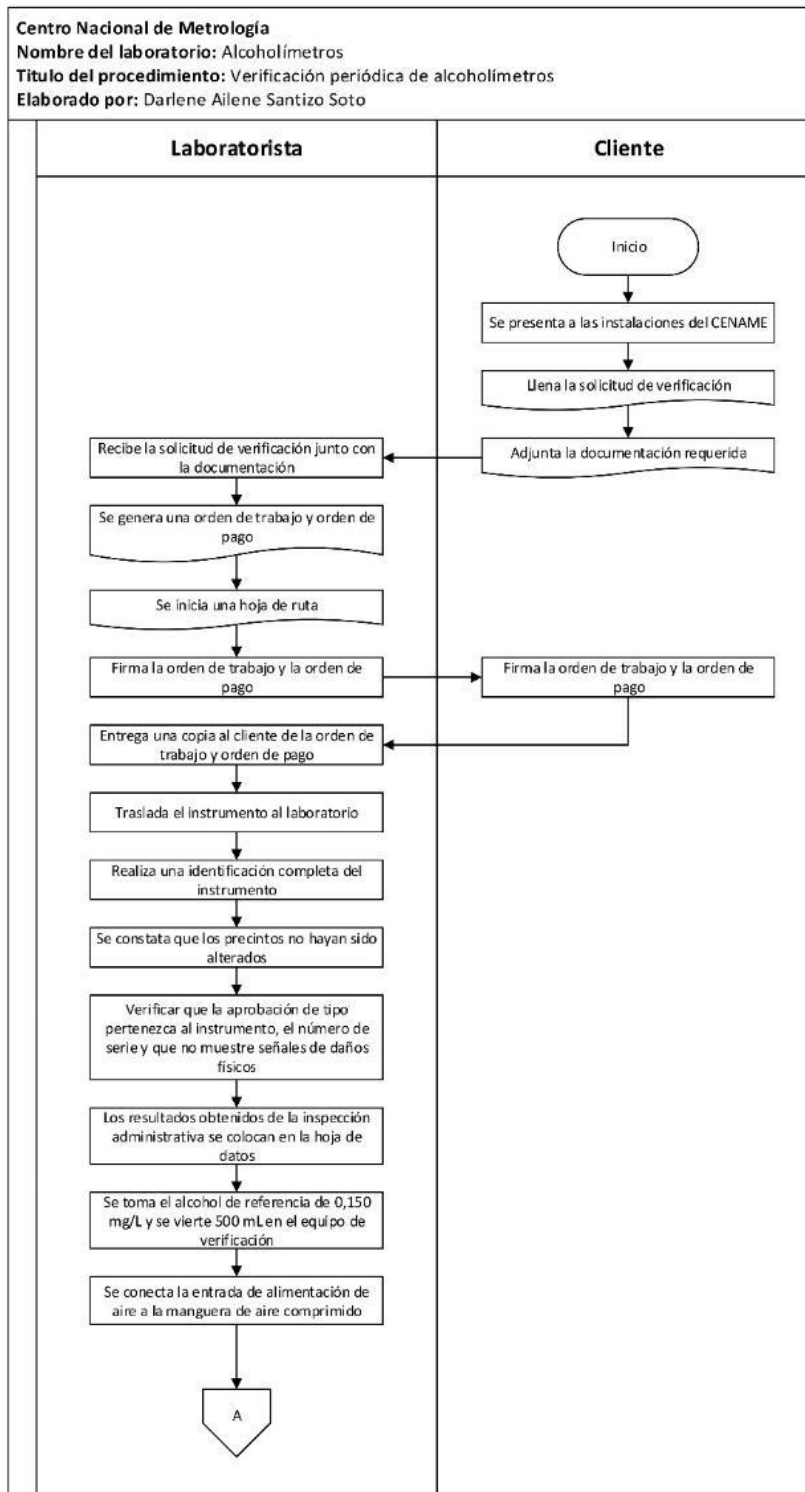 Centro Nacional de Metrología
Nombre del laboratorio: Alcoholímetros
Titulo del procedimiento: Verificación periódica de alcoholímetros
Elaborado por: Darlene Ailene Santizo Soto
Laboratorista
Cliente
Inicio
Se presenta a las instalaciones del CENAME
Llena la solicitud de verificación
Adjunta la documentación requerida
Recibe la solicitud de verificación junto con
la documentación
Se genera una orden de trabajo y orden de
pago
Se inicia una hoja de ruta
Firma la orden de trabajo y la orden de
pago
Firma la orden de trabajo y la orden de
pago
Entrega una copia al cliente de la orden de
trabajo y orden de pago
Traslada el instrumento al laboratorio
Realiza una identificación completa del
instrumento
Se constata que los precintos no hayan sido
alterados
Verificar que la aprobación de tipo
pertenezca al instrumento, el número de
serie y que no muestre señales de daños
físicos
Los resultados obtenidos de la inspección
administrativa se colocan en la hoja de
datos
Se toma el alcohol de referencia de 0,150
mg/L y se vierte 500 mL en el equipo de
verificación
Se conecta la entrada de alimentación de
aire a la manguera de aire comprimido
A